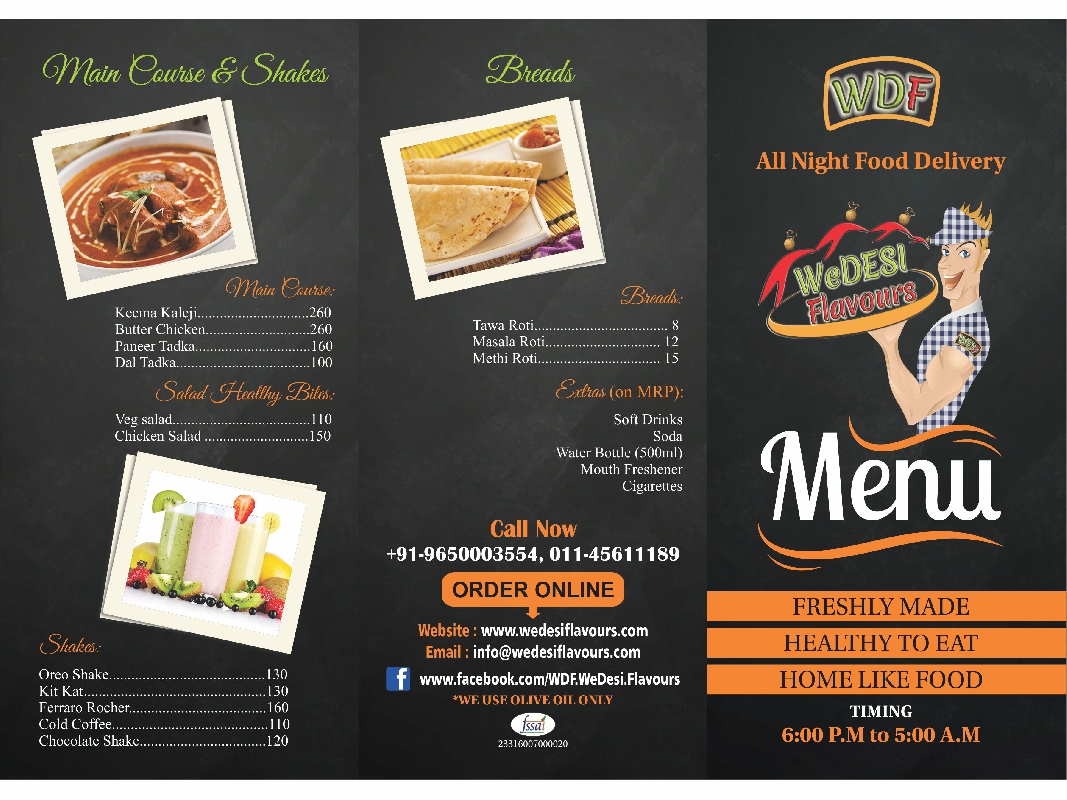 Main Course & Shakes
Main Course:
Keema Kaleji..............................260
Butter Chicken............................260
Paneer Tadka...............................160
Dal Tadka....................................100
Salad Healthy Bites:
Veg salad.....................................110
Chicken Salad ............................150
Shakes:
Oreo Shake..........................................130
Kit Kat.................................................130
Ferraro Rocher.....................................160
Cold Coffee..........................................110
Chocolate Shake..................................120
Breads
Breads:
Tawa Roti.................................... 8
Masala Roti............................... 12
Methi Roti................................. 15
Extras (on MRP):
Soft Drinks
Soda
Water Bottle (500ml)
Mouth Freshener
Cigarettes
Call Now
+91-9650003554, 011-45611189
ORDER ONLINE
Website : www.wedesiflavours.com
Email : info@wedesiflavours.com
f www.facebook.com/WDF.WeDesi.Flavours
*WE USE OLIVE OIL ONLY
fssai
23316007000020
WDF
All Night Food Delivery
WeDESI
Flavours
WDF
Menu
FRESHLY MADE
HEALTHY TO EAT
HOME LIKE FOOD
TIMING
6:00 P.M to 5:00 A.M